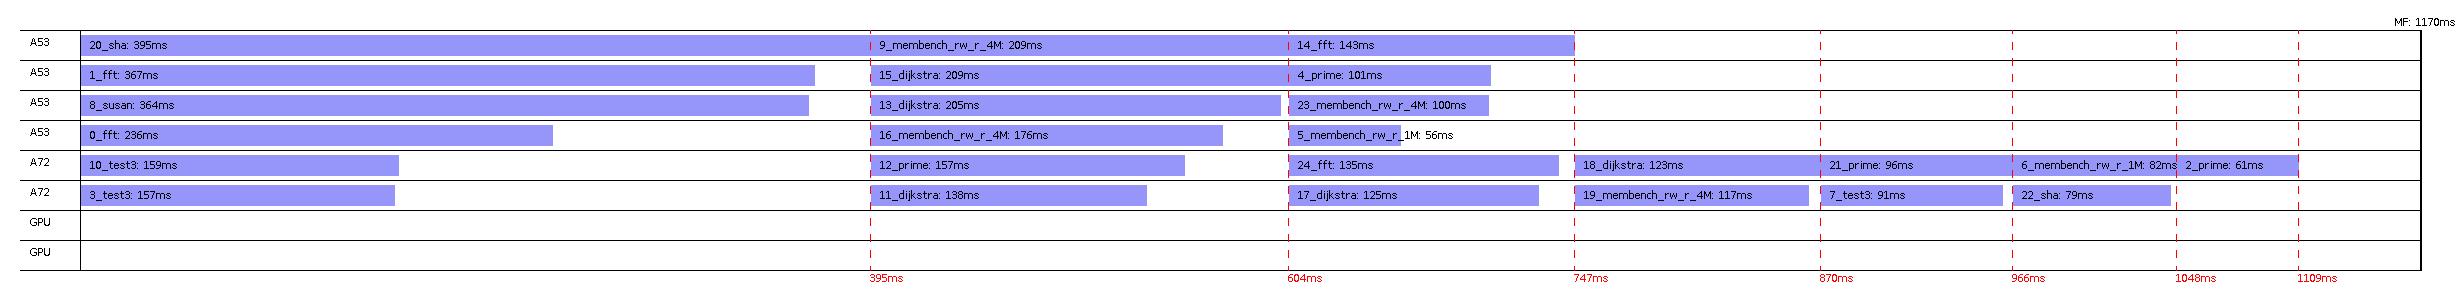 MF: 1170ms
A53 20_sha: 395ms 9_membench_rw_r_4M: 209ms 14_fft: 143ms
A53 1_fft: 367ms 15_dijkstra: 209ms 4_prime: 101ms
A53 8_susan: 364ms 13_dijkstra: 205ms 23_membench_rw_r_4M: 100ms
A53 0_fft: 236ms 16_membench_rw_r_4M: 176ms 5_membench_rw_r_1M: 56ms
A72 10_test3: 159ms 12_prime: 157ms 24_fft: 135ms 18_dijkstra: 123ms 21_prime: 96ms 6_membench_rw_r_1M: 82ms 2_prime: 61ms
A72 3_test3: 157ms 11_dijkstra: 138ms 17_dijkstra: 125ms 19_membench_rw_r_4M: 117ms 7_test3: 91ms 22_sha: 79ms
GPU
GPU
395ms 604ms 747ms 870ms 966ms 1048ms 1109ms